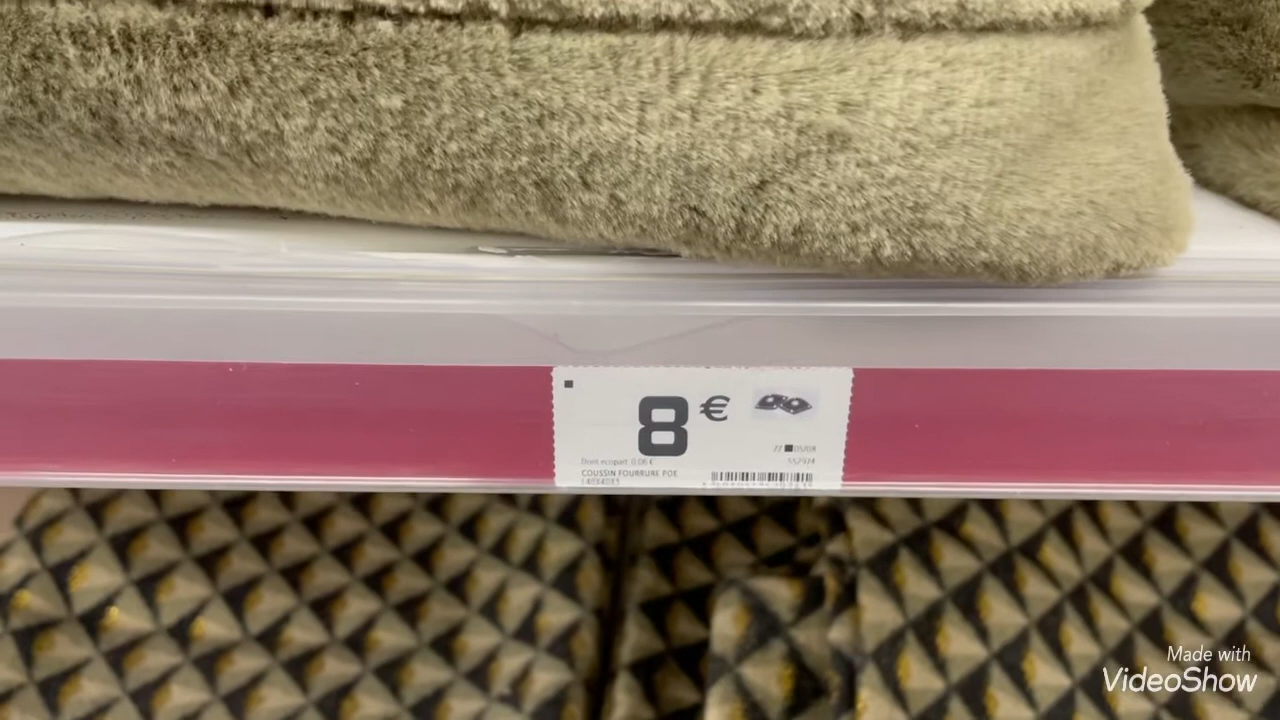 8 €
Dont ecopart 0,06 €
COUSSIN FOURRURE POE
Made with
VideoShow